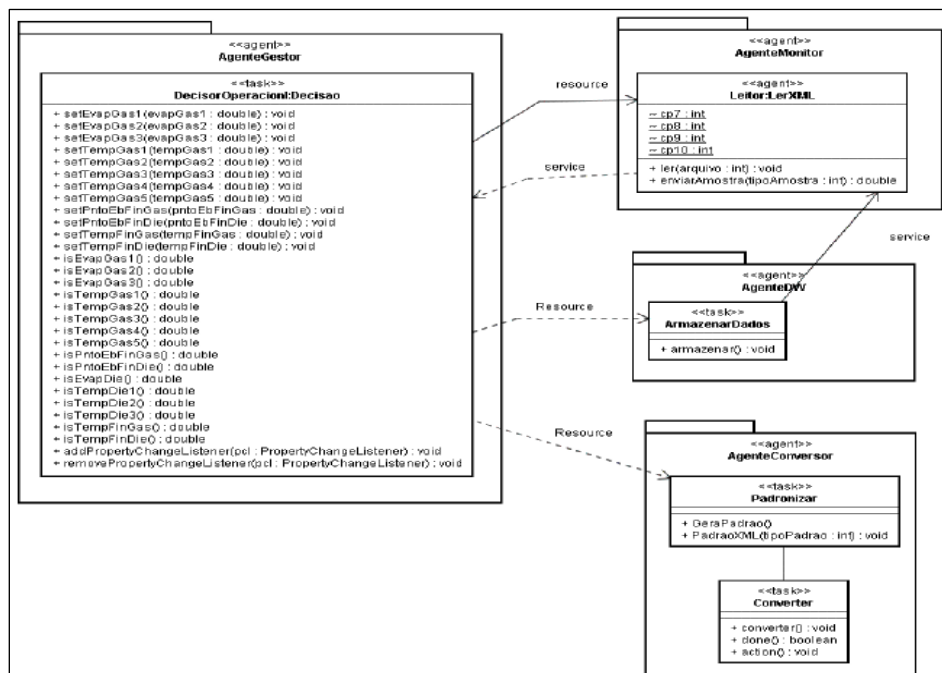 <<agent>>
AgenteGestor
<<task>>
DecisorOperacionl:Decisao
+ setEvapGas1(evapGas1 : double) : void
+ setEvapGas2(evapGas2 : double) : void
+ setEvapGas3(evapGas3 : double) : void
+ setTempGas1(tempGas1 : double) : void
+ setTempGas2(tempGas2 : double) : void
+ setTempGas3(tempGas3 : double) : void
+ setTempGas4(tempGas4 : double) : void
+ setTempGas5(tempGas5 : double) : void
+ setPntoEbFinGas(pntoEbFinGas : double) : void
+ setPntoEbFinDie(pntoEbFinDie : double) : void
+ setTempFinGas(tempFinGas : double) : void
+ setTempFinDie(tempFinDie : double) : void
+ isEvapGas1() : double
+ isEvapGas2() : double
+ isEvapGas3() : double
+ isTempGas1() : double
+ isTempGas2() : double
+ isTempGas3() : double
+ isTempGas4() : double
+ isTempGas5() : double
+ isPntoEbFinGas() : double
+ isPntoEbFinDie() : double
+ isEvapDie() : double
+ isTempDie1() : double
+ isTempDie2() : double
+ isTempDie3() : double
+ isTempFinGas() : double
+ isTempFinDie() : double
+ addPropertyChangeListener(pcl : PropertyChangeListener) : void
+ removePropertyChangeListener(pcl : PropertyChangeListener) : void
resource
service
Resource
Resource
<<agent>>
AgenteMonitor
<<agent>>
Leitor:LerXML
~ cp7 : int
~ cp8 : int
~ cp9 : int
~ cp10 : int
+ ler(arquivo : int) : void
+ enviarAmostra(tipoAmostra : int) : double
service
<<agent>>
AgenteDW
<<task>>
ArmazenarDados
+ armazenar() : void
<<agent>>
AgenteConversor
<<task>>
Padronizar
+ GeraPadrao()
+ PadraoXML(tipoPadrao : int) : void
<<task>>
Converter
+ converter() : void
+ done() : boolean
+ action() : void